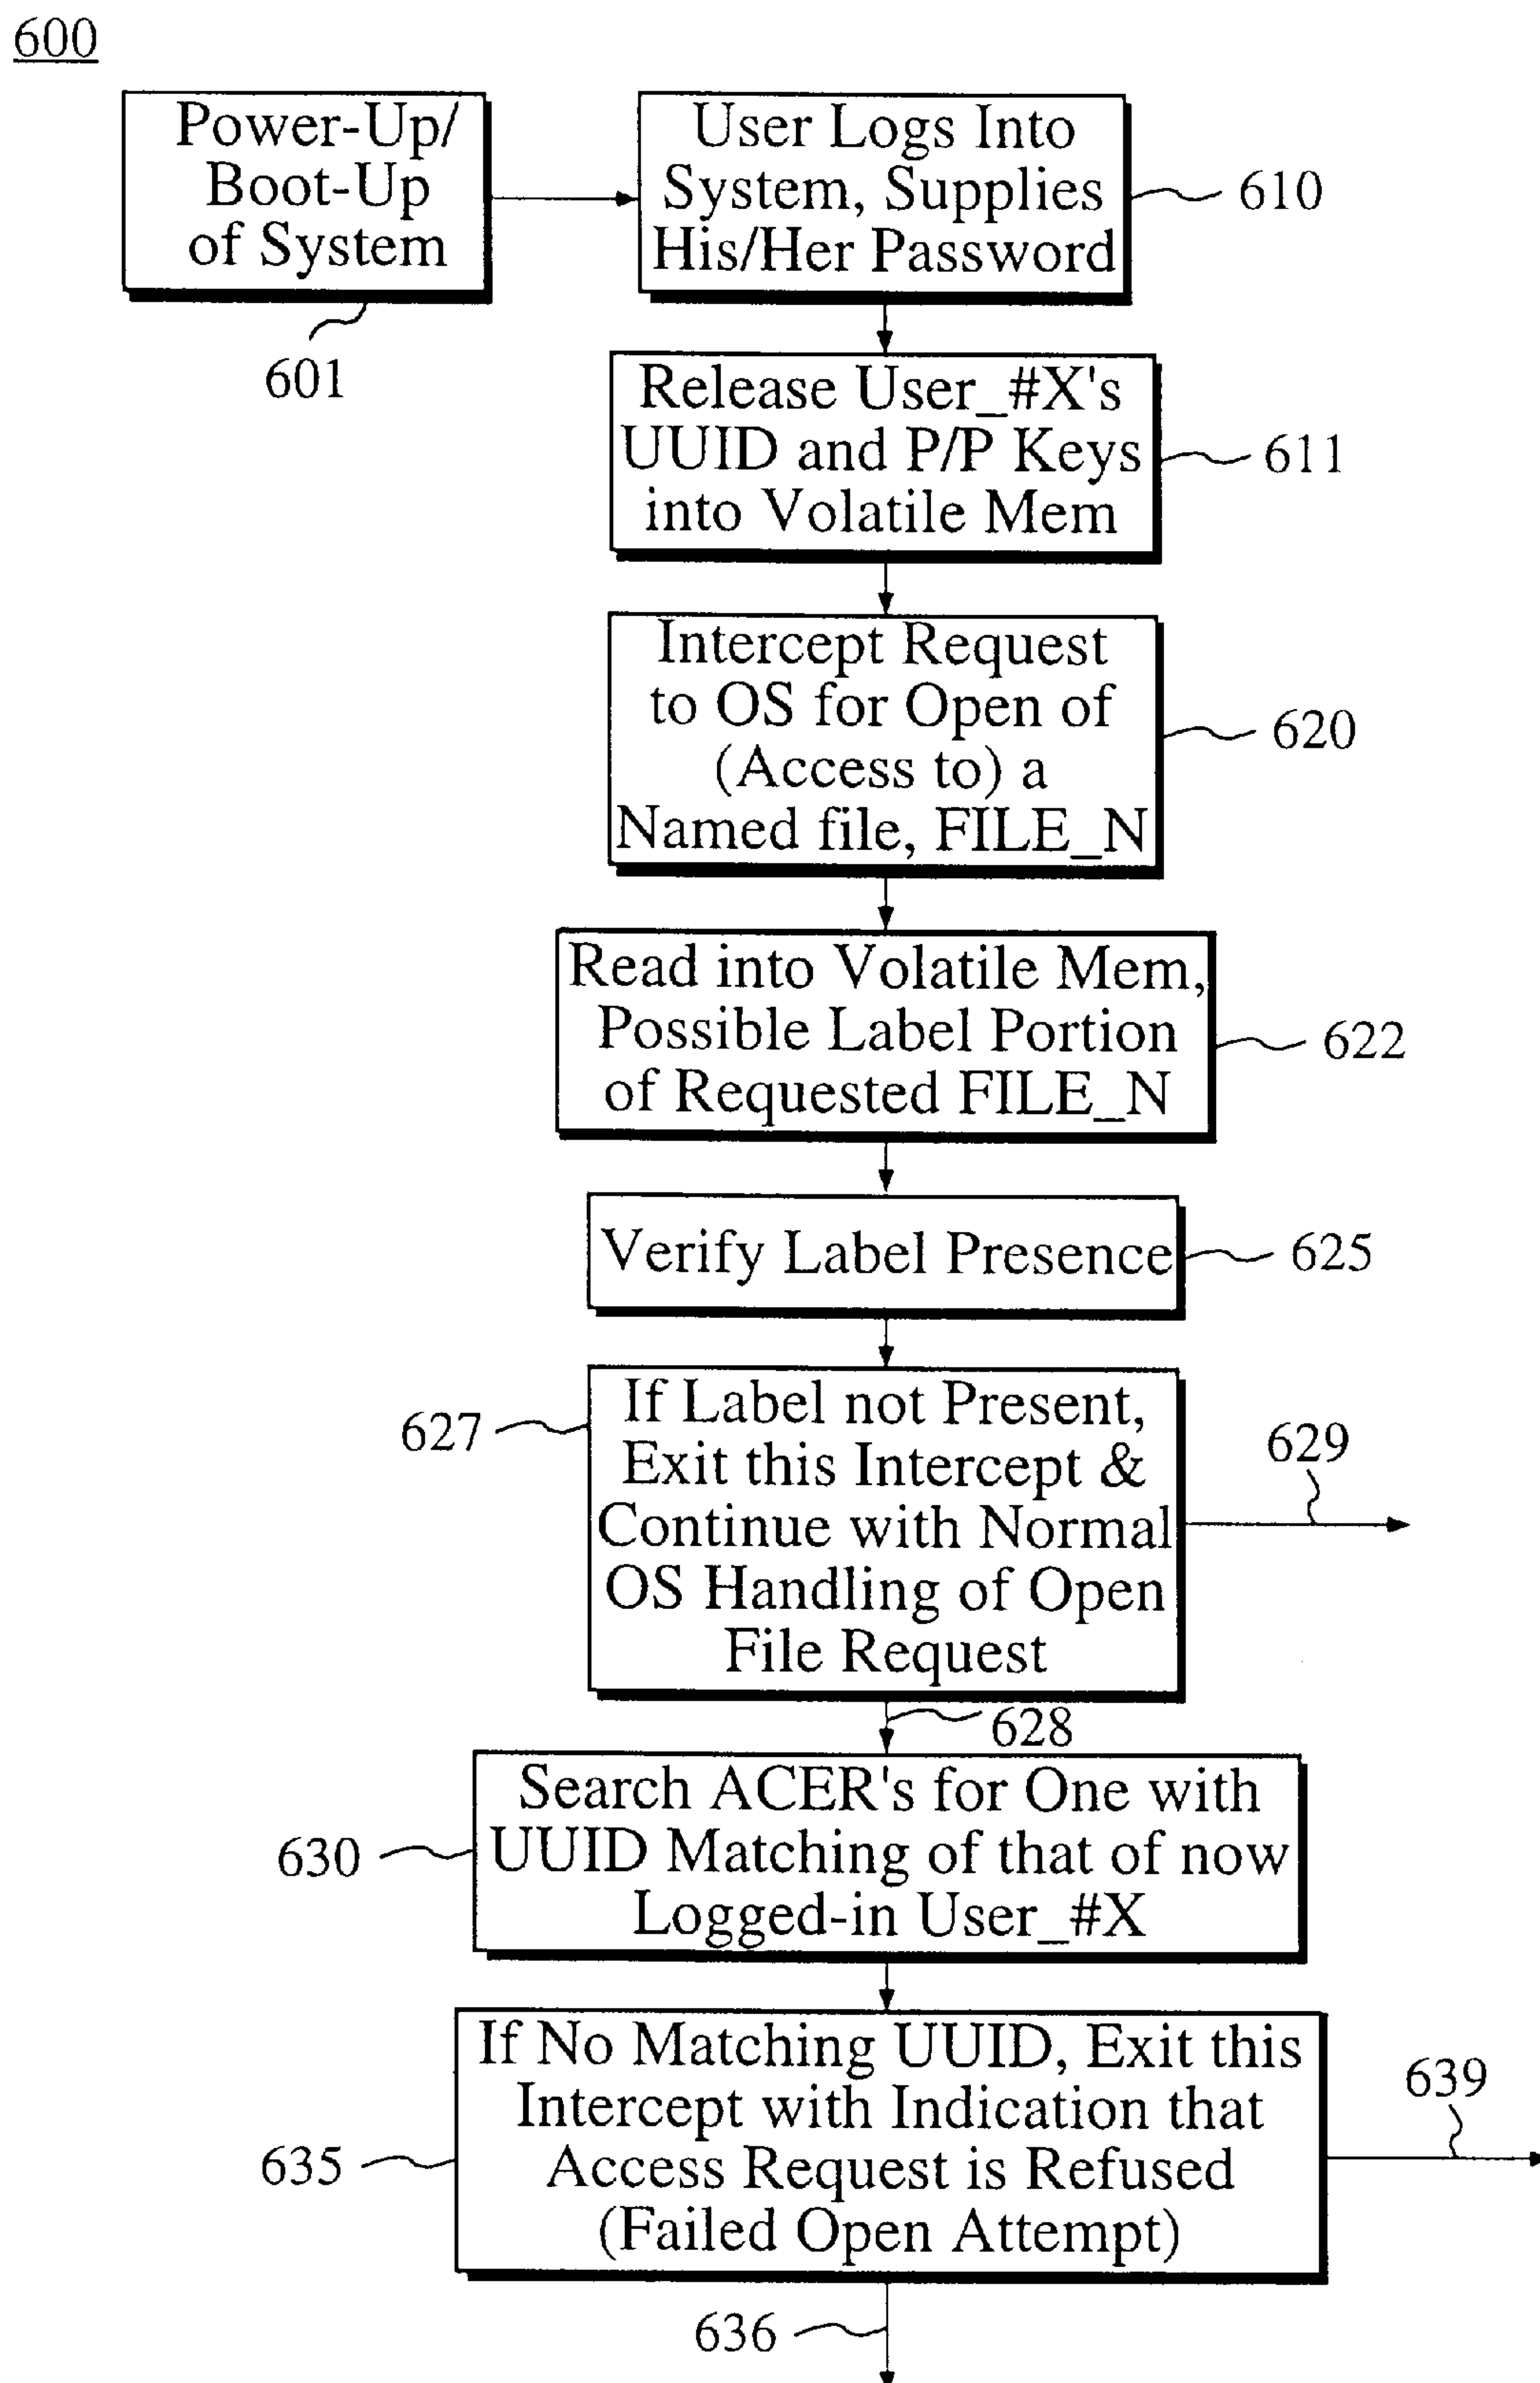 600
Power-Up/
Boot-Up
of System
601
User Logs Into
System, Supplies
His/Her Password
610
Release User_#X's
UUID and P/P Keys
into Volatile Mem
611
Intercept Request
to OS for Open of
(Access to) a
Named file, FILE_N
620
Read into Volatile Mem,
Possible Label Portion
of Requested FILE_N
622
Verify Label Presence
625
627
If Label not Present,
Exit this Intercept &
Continue with Normal
OS Handling of Open
File Request
629
628
630
Search ACER's for One with
UUID Matching of that of now
Logged-in User_#X
635
If No Matching UUID, Exit this
Intercept with Indication that
Access Request is Refused
(Failed Open Attempt)
639
636